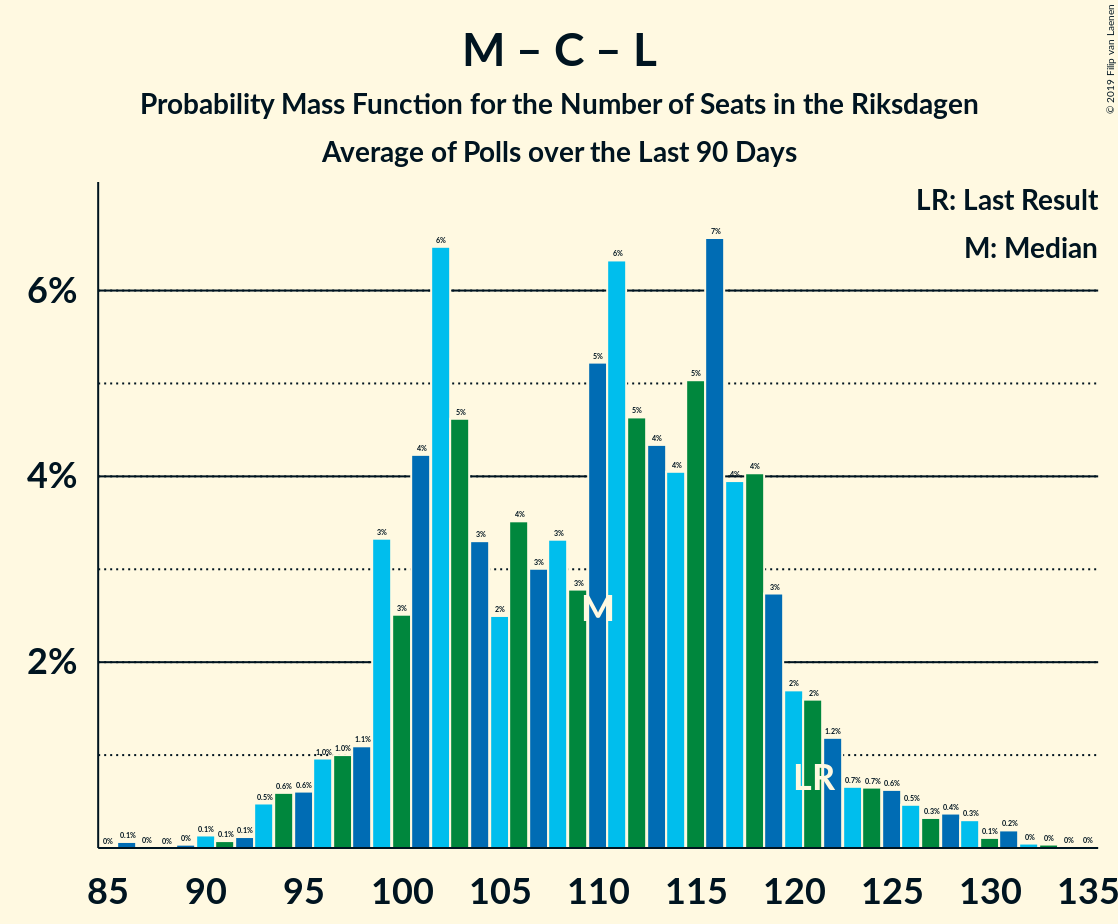 © 2019 Filip van Laenen
M – C – L
Probability Mass Function for the Number of Seats in the Riksdagen
Average of Polls over the Last 90 Days
LR: Last Result
M: Median
6%
4%
2%
0% 0.1% 0% 0% 0% 0.1% 0.1% 0.1% 0.5% 0.6% 0.6% 1.0% 1.0% 1.1% 3% 3% 4% 6% 5% 3% 2% 4% 3% 3% 3% 5% 6% 5% 4% 4% 5% 7% 4% 4% 3% 2% 2% 1.2% 0.7% 0.7% 0.6% 0.5% 0.3% 0.4% 0.3% 0.1% 0.2% 0% 0% 0% 0%
M
LR
85 90 95 100 105 110 115 120 125 130 135